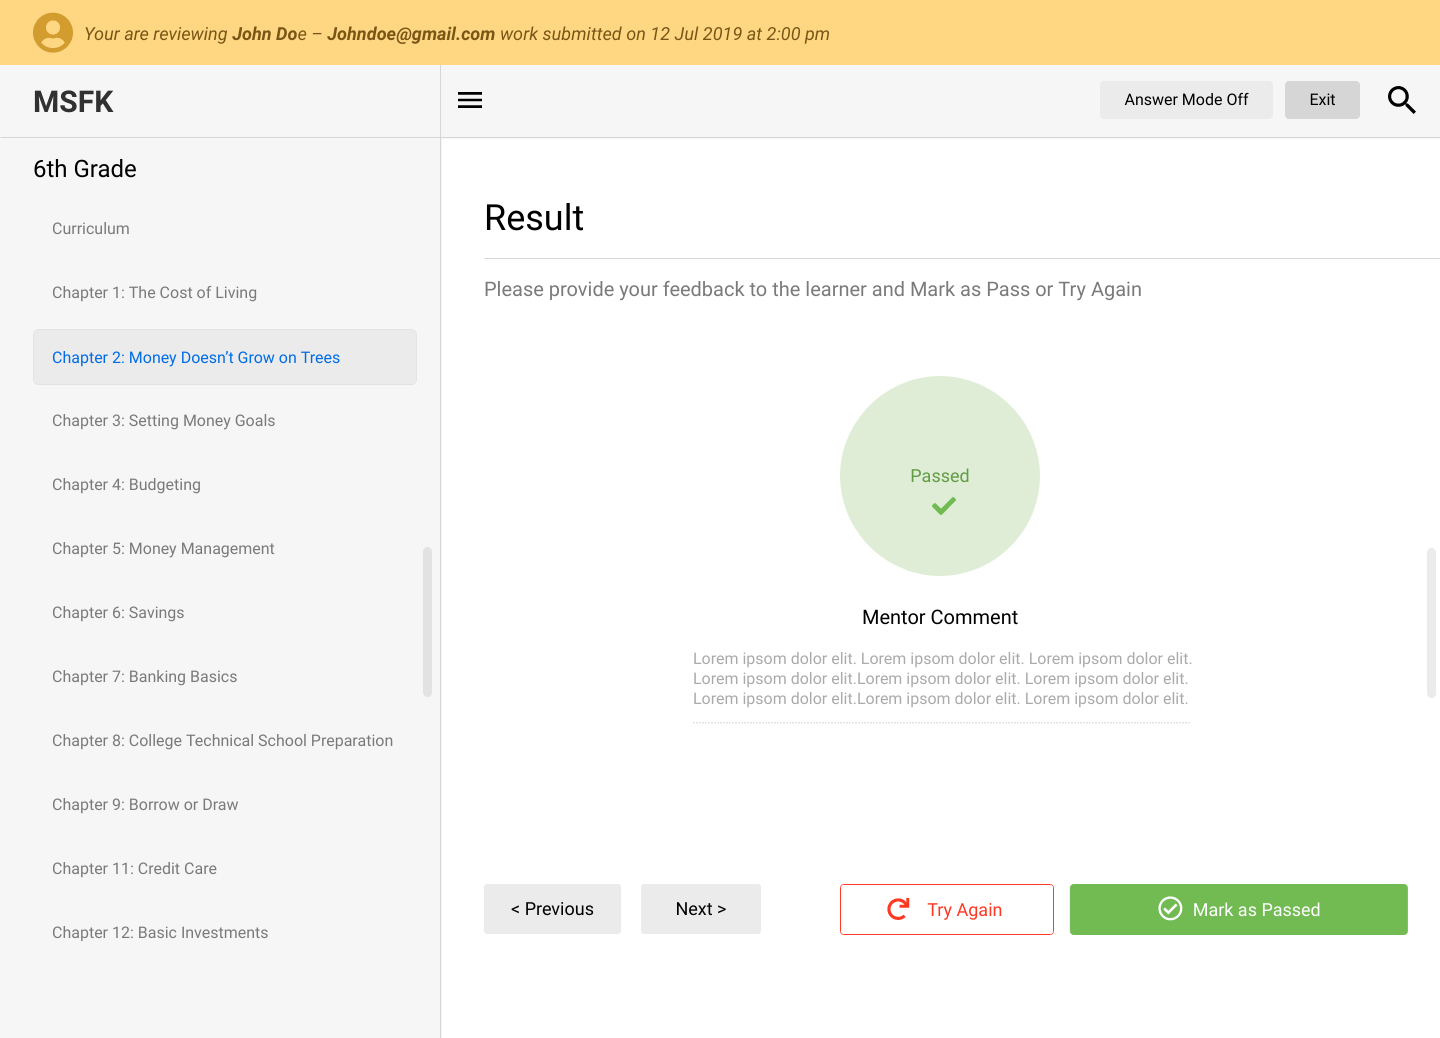 Your are reviewing John Doe – Johndoe@gmail.com work submitted on 12 Jul 2019 at 2:00 pm
MSFK
Answer Mode Off
Exit
6th Grade
Curriculum
Chapter 1: The Cost of Living
Chapter 2: Money Doesn’t Grow on Trees
Chapter 3: Setting Money Goals
Chapter 4: Budgeting
Chapter 5: Money Management
Chapter 6: Savings
Chapter 7: Banking Basics
Chapter 8: College Technical School Preparation
Chapter 9: Borrow or Draw
Chapter 11: Credit Care
Chapter 12: Basic Investments
Result
Please provide your feedback to the learner and Mark as Pass or Try Again
Passed
Mentor Comment
Lorem ipsom dolor elit. Lorem ipsom dolor elit. Lorem ipsom dolor elit.
Lorem ipsom dolor elit.Lorem ipsom dolor elit. Lorem ipsom dolor elit.
Lorem ipsom dolor elit.Lorem ipsom dolor elit. Lorem ipsom dolor elit.
< Previous
Next >
Try Again
Mark as Passed